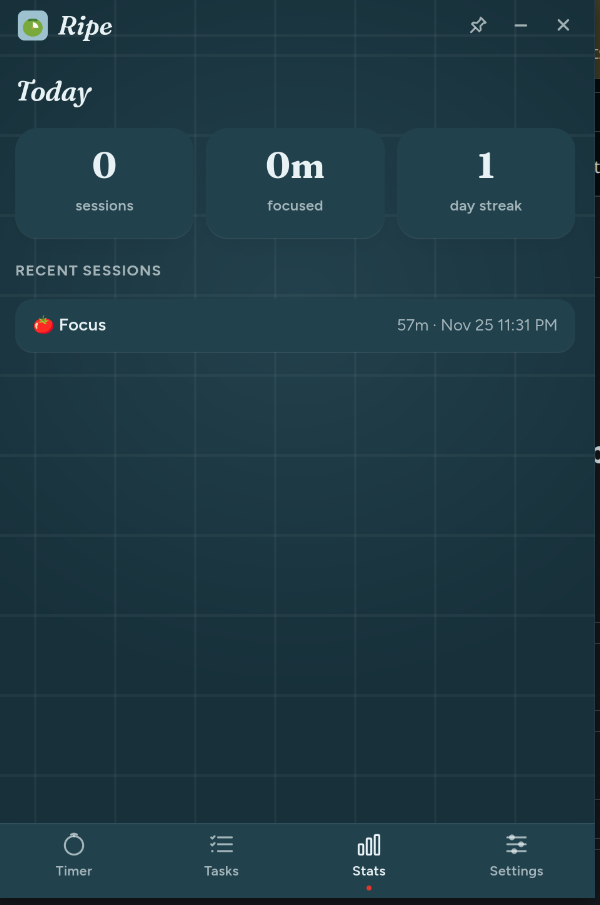 Ripe
Today
0
sessions
0m
focused
1
day streak
RECENT SESSIONS
🍅 Focus
57m · Nov 25 11:31 PM
Timer
Tasks
Stats
Settings